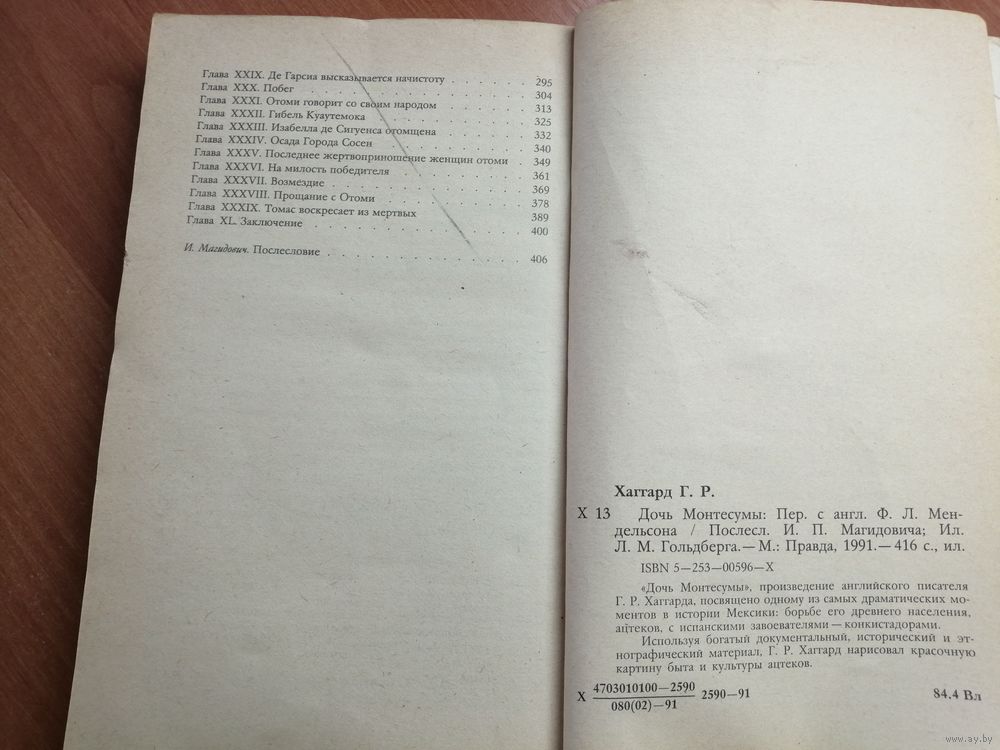 Глава XXIX. Де Гарсиа высказывается начистоту . . . . . . . 295
Глава XXX. Побег . . . . . . . . . . . . . . . . . . . 304
Глава XXXI. Отоми говорит со своим народом . . . . . . . 313
Глава XXXII. Гибель Куаутемока . . . . . . . . . . . . . 325
Глава XXXIII. Изабелла де Сигуенса отомщена . . . . . . . 332
Глава XXXIV. Осада Города Сосен . . . . . . . . . . . . 340
Глава XXXV. Последнее жертвоприношение женщин отоми . 349
Глава XXXVI. На милость победителя . . . . . . . . . . . 361
Глава XXXVII. Возмездие . . . . . . . . . . . . . . . . 369
Глава XXXVIII. Прощание с Отоми . . . . . . . . . . . . 378
Глава XXXIX. Томас воскресает из мертвых . . . . . . . . 389
Глава XL. Заключение . . . . . . . . . . . . . . . . . 400
И. Магидович. Послесловие . . . . . . . . . . . . . . . 406
Хаггард Г. Р.
Х 13 Дочь Монтесумы: Пер. с англ. Ф. Л. Мен-
дельсона / Послесл. И. П. Магидовича; Ил.
Л. М. Гольдберга.— М.: Правда, 1991.— 416 с., ил.
ISBN 5—253—00596—X
«Дочь Монтесумы», произведение английского писателя
Г. Р. Хаггарда, посвящено одному из самых драматических мо-
ментов в истории Мексики: борьбе его древнего населения,
ацтеков, с испанскими завоевателями — конкистадорами.
Используя богатый документальный, исторический и эт-
нографический материал, Г. Р. Хаггард нарисовал красочную
картину быта и культуры ацтеков.
Х 4703010100—2590 2590—91 84.4 Вл
080(02)—91
www.ay.by